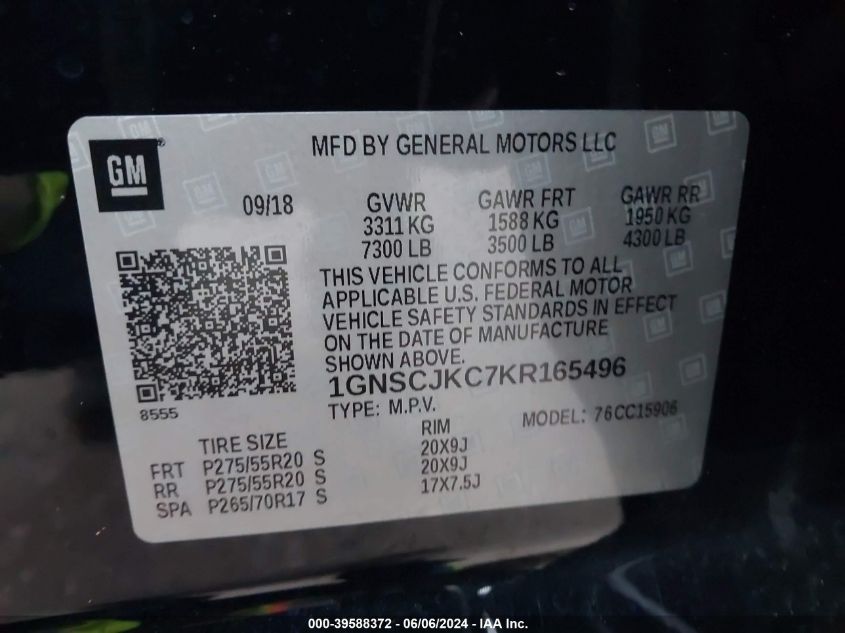 GM
MFD BY GENERAL MOTORS LLC
09/18 GVWR GAWR FRT GAWR RR
3311 KG 1588 KG 1950 KG
7300 LB 3500 LB 4300 LB
THIS VEHICLE CONFORMS TO ALL
APPLICABLE U.S. FEDERAL MOTOR
VEHICLE SAFETY STANDARDS IN EFFECT
ON THE DATE OF MANUFACTURE
SHOWN ABOVE.
1GNSCJKC7KR165496
8555
TYPE: M.P.V. MODEL: 76CC15906
TIRE SIZE RIM
FRT P275/55R20 S 20X9J
RR P275/55R20 S 20X9J
SPA P265/70R17 S 17X7.5J
000-39588372 - 06/06/2024 - IAA Inc.